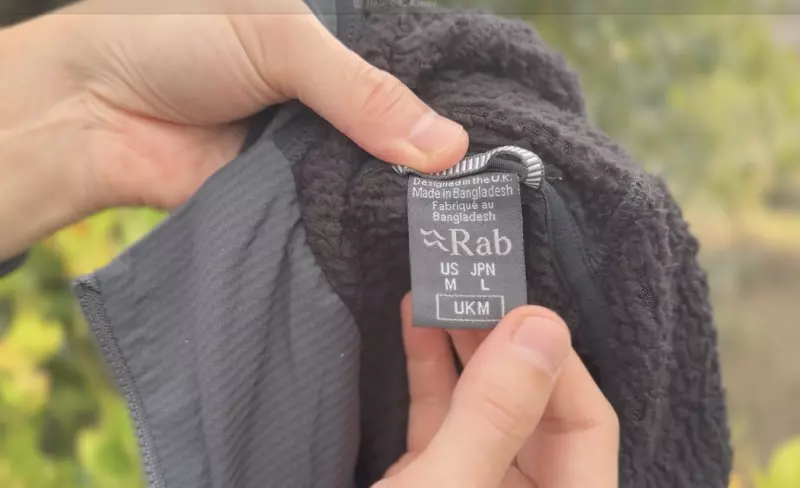 Designed in the U.K.
Made in Bangladesh
Fabriqué au
Bangladesh
Rab
US JPN
M L
UKM